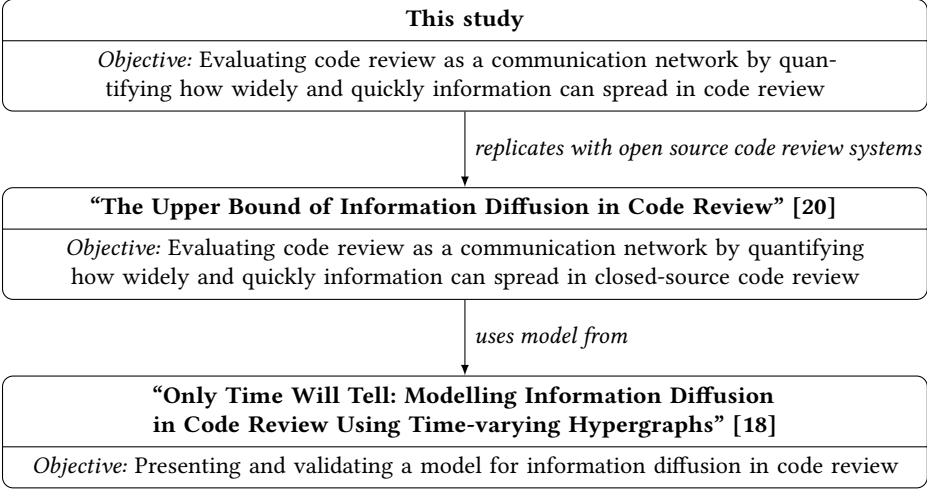 This study
Objective: Evaluating code review as a communication network by quan-
tifying how widely and quickly information can spread in code review
replicates with open source code review systems
“The Upper Bound of Information Diffusion in Code Review” [20]
Objective: Evaluating code review as a communication network by quantifying
how widely and quickly information can spread in closed-source code review
uses model from
“Only Time Will Tell: Modelling Information Diffusion
in Code Review Using Time-varying Hypergraphs” [18]
Objective: Presenting and validating a model for information diffusion in code review